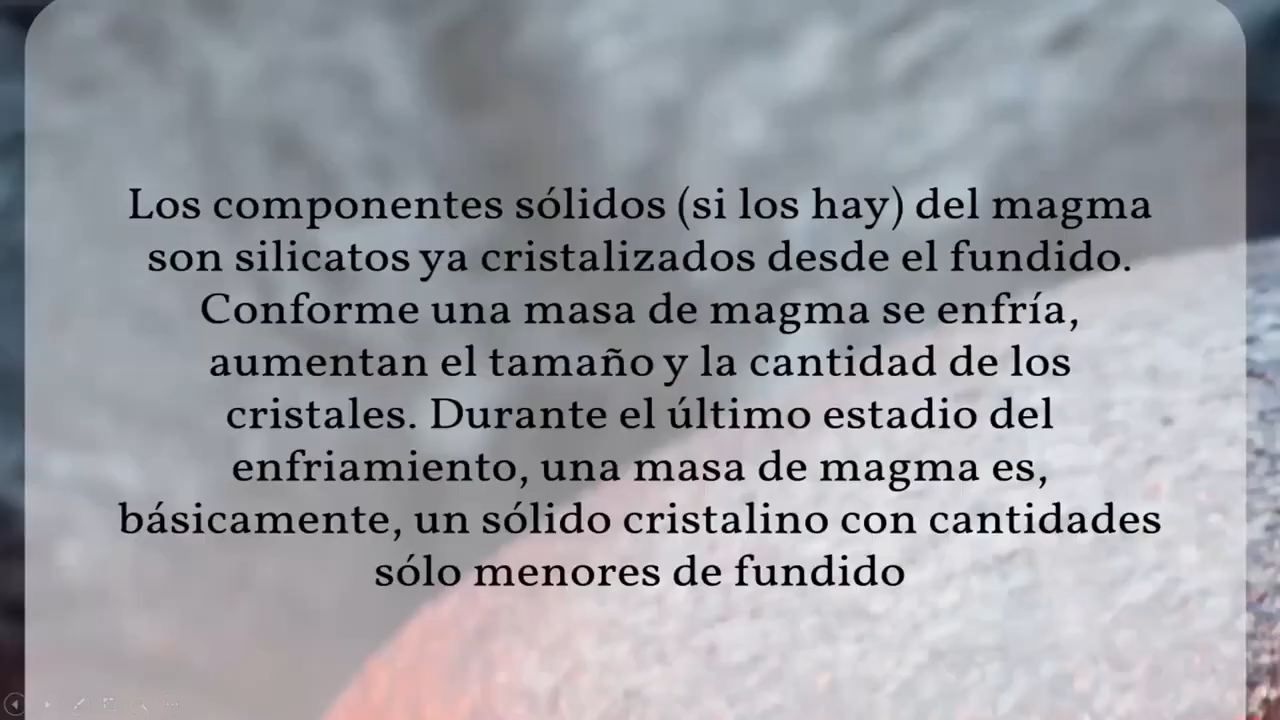 Los componentes sólidos (si los hay) del magma
son silicatos ya cristalizados desde el fundido.
Conforme una masa de magma se enfría,
aumentan el tamaño y la cantidad de los
cristales. Durante el último estadio del
enfriamiento, una masa de magma es,
básicamente, un sólido cristalino con cantidades
sólo menores de fundido